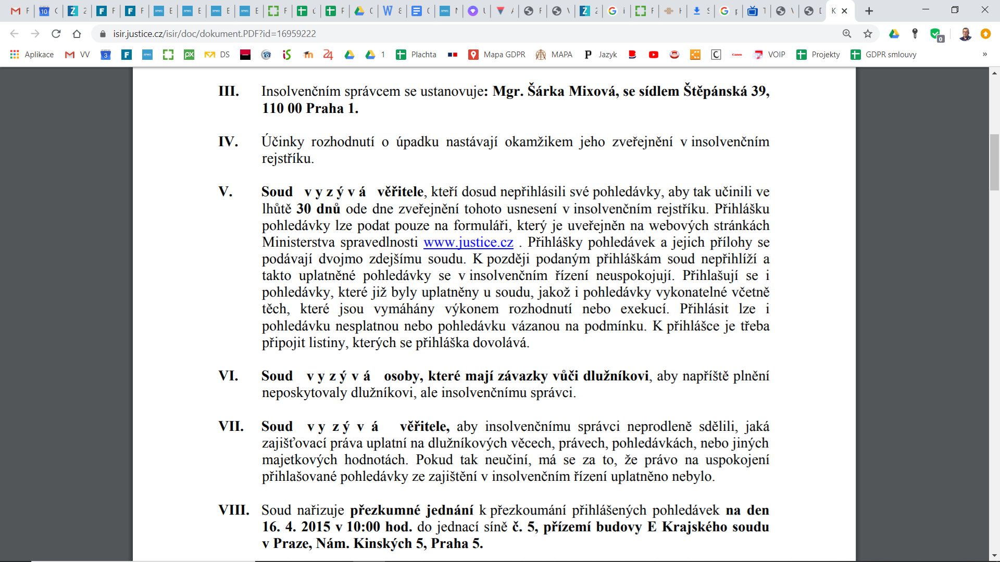 isir.justice.cz/isir/doc/dokument.PDF?id=16959222
Aplikace VV DS 1 Plachta Mapa GDPR MAPA Jazyk VOIP Projekty GDPR smlouvy »
III. Insolvenčním správcem se ustanovuje: Mgr. Šárka Mixová, se sídlem Štěpánská 39,
110 00 Praha 1.
IV. Účinky rozhodnutí o úpadku nastávají okamžikem jeho zveřejnění v insolvenčním
rejstříku.
V. Soud v y z ý v á věřitele, kteří dosud nepřihlásili své pohledávky, aby tak učinili ve
lhůtě 30 dnů ode dne zveřejnění tohoto usnesení v insolvenčním rejstříku. Přihlášku
pohledávky lze podat pouze na formuláři, který je uveřejněn na webových stránkách
Ministerstva spravedlnosti www.justice.cz . Přihlášky pohledávek a jejich přílohy se
podávají dvojmo zdejšímu soudu. K později podaným přihláškám soud nepřihlíží a
takto uplatněné pohledávky se v insolvenčním řízení neuspokojují. Přihlašují se i
pohledávky, které již byly uplatněny u soudu, jakož i pohledávky vykonatelné včetně
těch, které jsou vymáhány výkonem rozhodnutí nebo exekucí. Přihlásit lze i
pohledávku nesplatnou nebo pohledávku vázanou na podmínku. K přihlášce je třeba
připojit listiny, kterých se přihláška dovolává.
VI. Soud v y z ý v á osoby, které mají závazky vůči dlužníkovi, aby napříště plnění
neposkytovaly dlužníkovi, ale insolvenčnímu správci.
VII. Soud v y z ý v á věřitele, aby insolvenčnímu správci neprodleně sdělili, jaká
zajišťovací práva uplatní na dlužníkových věcech, právech, pohledávkách, nebo jiných
majetkových hodnotách. Pokud tak neučiní, má se za to, že právo na uspokojení
přihlašované pohledávky ze zajištění v insolvenčním řízení uplatněno nebylo.
VIII. Soud nařizuje přezkumné jednání k přezkoumání přihlášených pohledávek na den
16. 4. 2015 v 10:00 hod. do jednací síně č. 5, přízemí budovy E Krajského soudu
v Praze, Nám. Kinských 5, Praha 5.